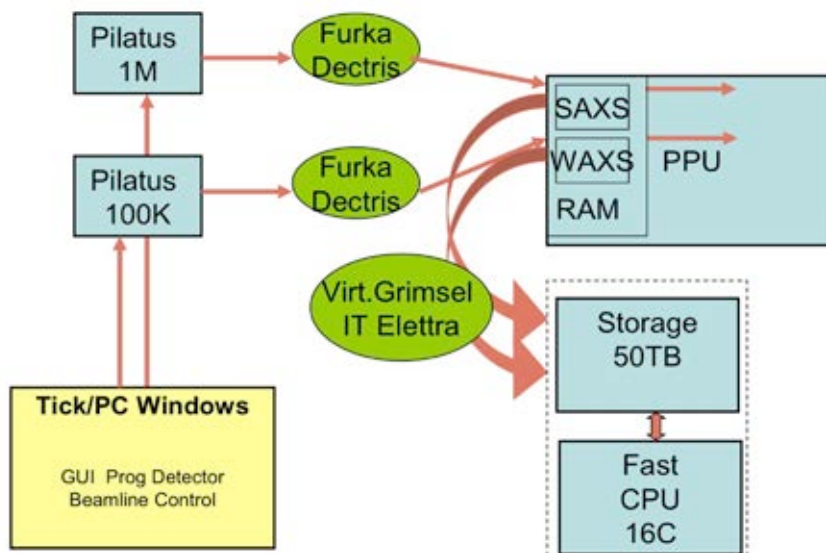 Pilatus
1M
Furka
Dectris
SAXS
WAXS
RAM
PPU
Pilatus
100K
Furka
Dectris
Virt.Grimsel
IT Elettra
Storage
50TB
Fast
CPU
16C
Tick/PC Windows
GUI Prog Detector
Beamline Control